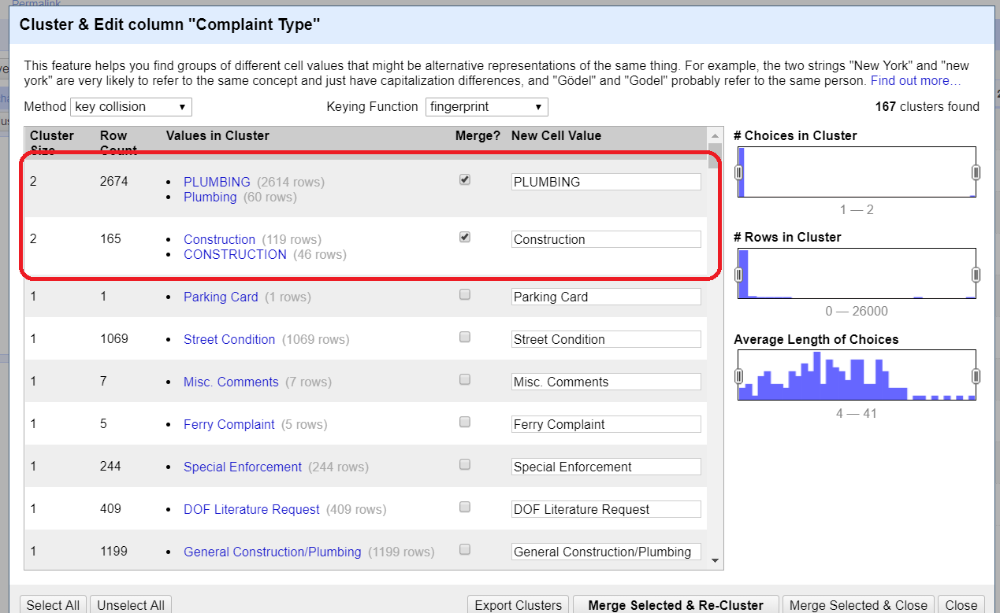 Permalink
Cluster & Edit column "Complaint Type"
This feature helps you find groups of different cell values that might be alternative representations of the same thing. For example, the two strings "New York" and "new
york" are very likely to refer to the same concept and just have capitalization differences, and "Gödel" and "Godel" probably refer to the same person. Find out more…
Method key collision Keying Function fingerprint 167 clusters found
Cluster Size Row Count Values in Cluster Merge? New Cell Value
2 2674 • PLUMBING (2614 rows) PLUMBING
• Plumbing (60 rows)
2 165 • Construction (119 rows) Construction
• CONSTRUCTION (46 rows)
1 1 • Parking Card (1 rows) Parking Card
1 1069 • Street Condition (1069 rows) Street Condition
1 7 • Misc. Comments (7 rows) Misc. Comments
1 5 • Ferry Complaint (5 rows) Ferry Complaint
1 244 • Special Enforcement (244 rows) Special Enforcement
1 409 • DOF Literature Request (409 rows) DOF Literature Request
1 1199 • General Construction/Plumbing (1199 rows) General Construction/Plumbing
# Choices in Cluster
1 — 2
# Rows in Cluster
0 — 26000
Average Length of Choices
4 — 41
Select All Unselect All Export Clusters Merge Selected & Re-Cluster Merge Selected & Close Close